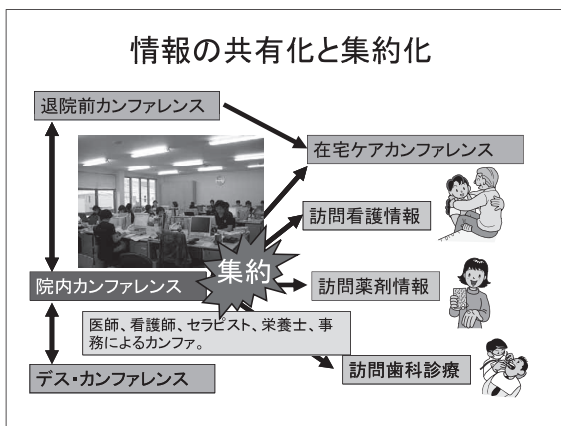 情報の共有化と集約化
退院前カンファレンス
在宅ケアカンファレンス
訪問看護情報
集約
院内カンファレンス
訪問薬剤情報
医師、看護師、セラピスト、栄養士、事
務によるカンファ。
訪問歯科診療
デス・カンファレンス